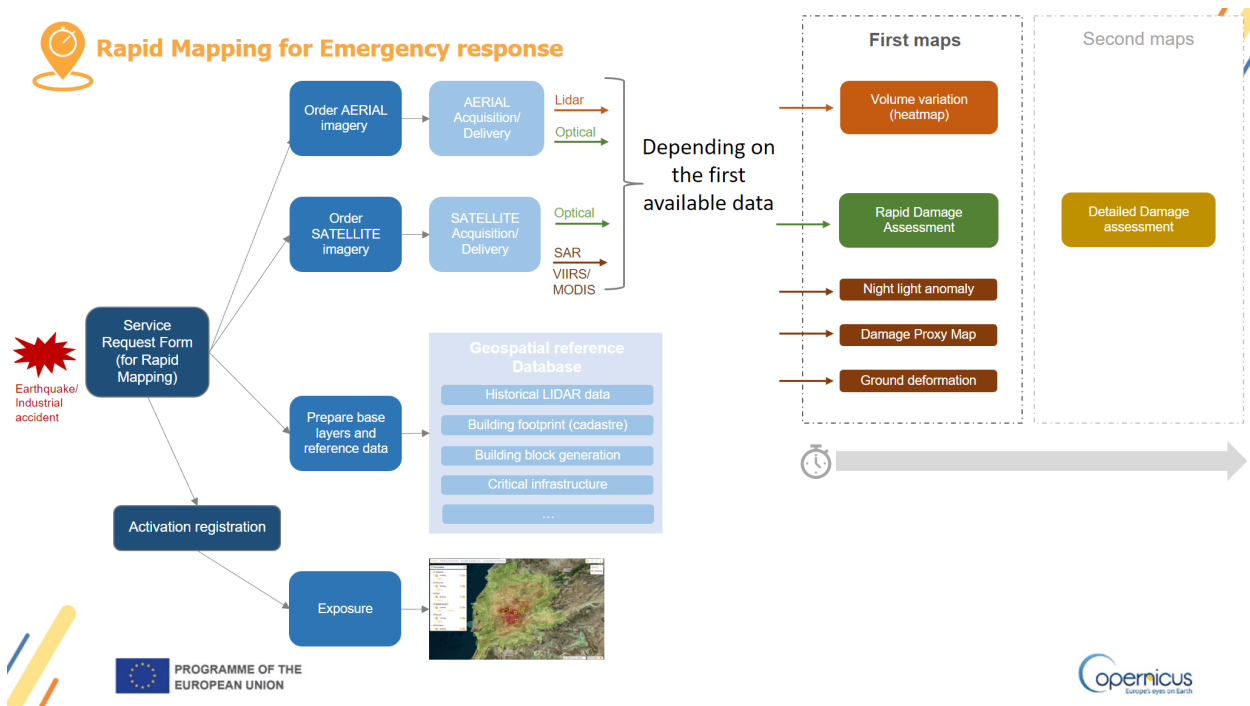 Rapid Mapping for Emergency response
First maps
Second maps
Order AERIAL
imagery
AERIAL
Acquisition/
Delivery
Lidar
Optical
Depending on
the first
available data
Volume variation
(heatmap)
Order
SATELLITE
imagery
SATELLITE
Acquisition/
Delivery
Optical
SAR
VIIRS/
MODIS
Rapid Damage
Assessment
Detailed Damage
assessment
Night light anomaly
Damage Proxy Map
Ground deformation
Earthquake/
Industrial
accident
Service
Request Form
(for Rapid
Mapping)
Prepare base
layers and
reference data
Geospatial reference
Database
Historical LIDAR data
Building footprint (cadastre)
Building block generation
Critical infrastructure
...
Activation registration
Exposure
PROGRAMME OF THE
EUROPEAN UNION
Copernicus
Europe's eyes on Earth